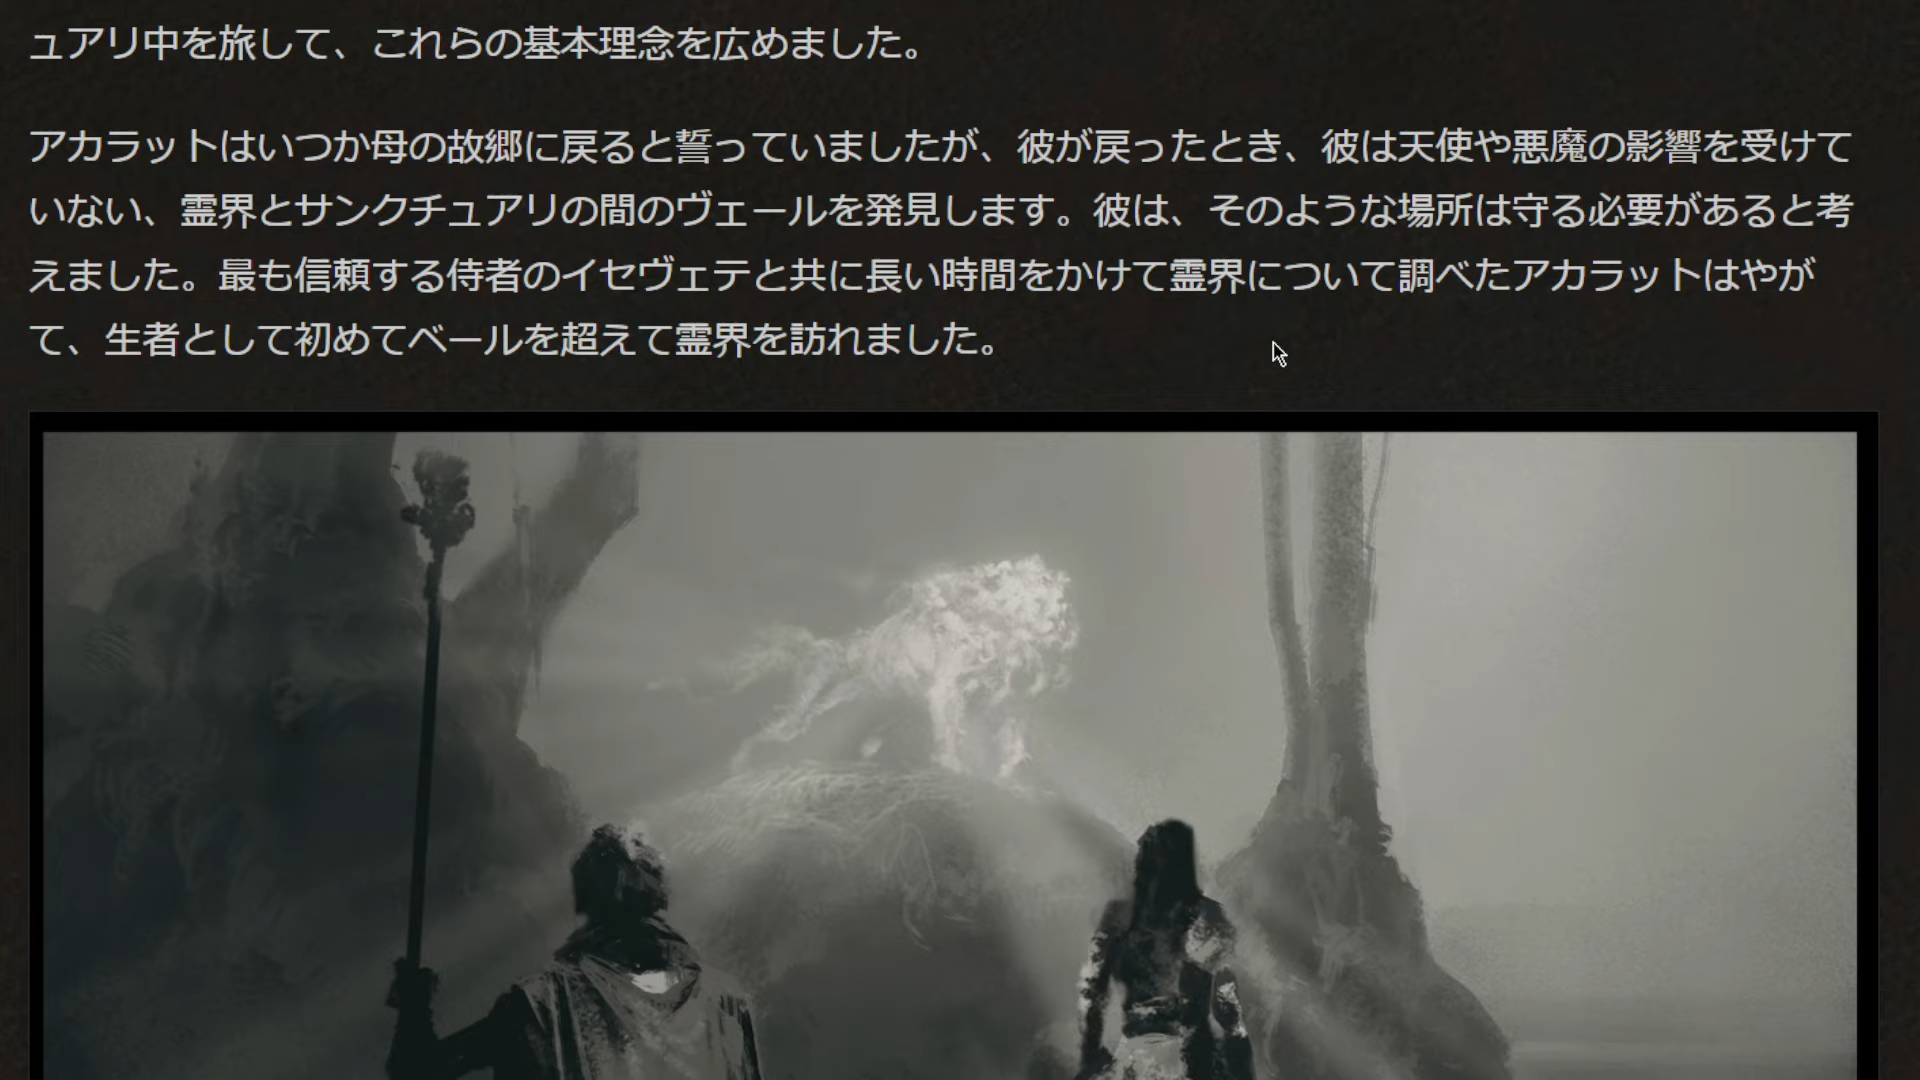 ュアリ中を旅して、これらの基本理念を広めました。
アカラットはいつか母の故郷に戻ると誓っていましたが、彼が戻ったとき、彼は天使や悪魔の影響を受けて
いない、霊界とサンクチュアリの間のヴェールを発見します。彼は、そのような場所は守る必要があると考
えました。最も信頼する侍者のイセヴェテと共に長い時間をかけて霊界について調べたアカラットはやが
て、生者として初めてベールを超えて霊界を訪れました。